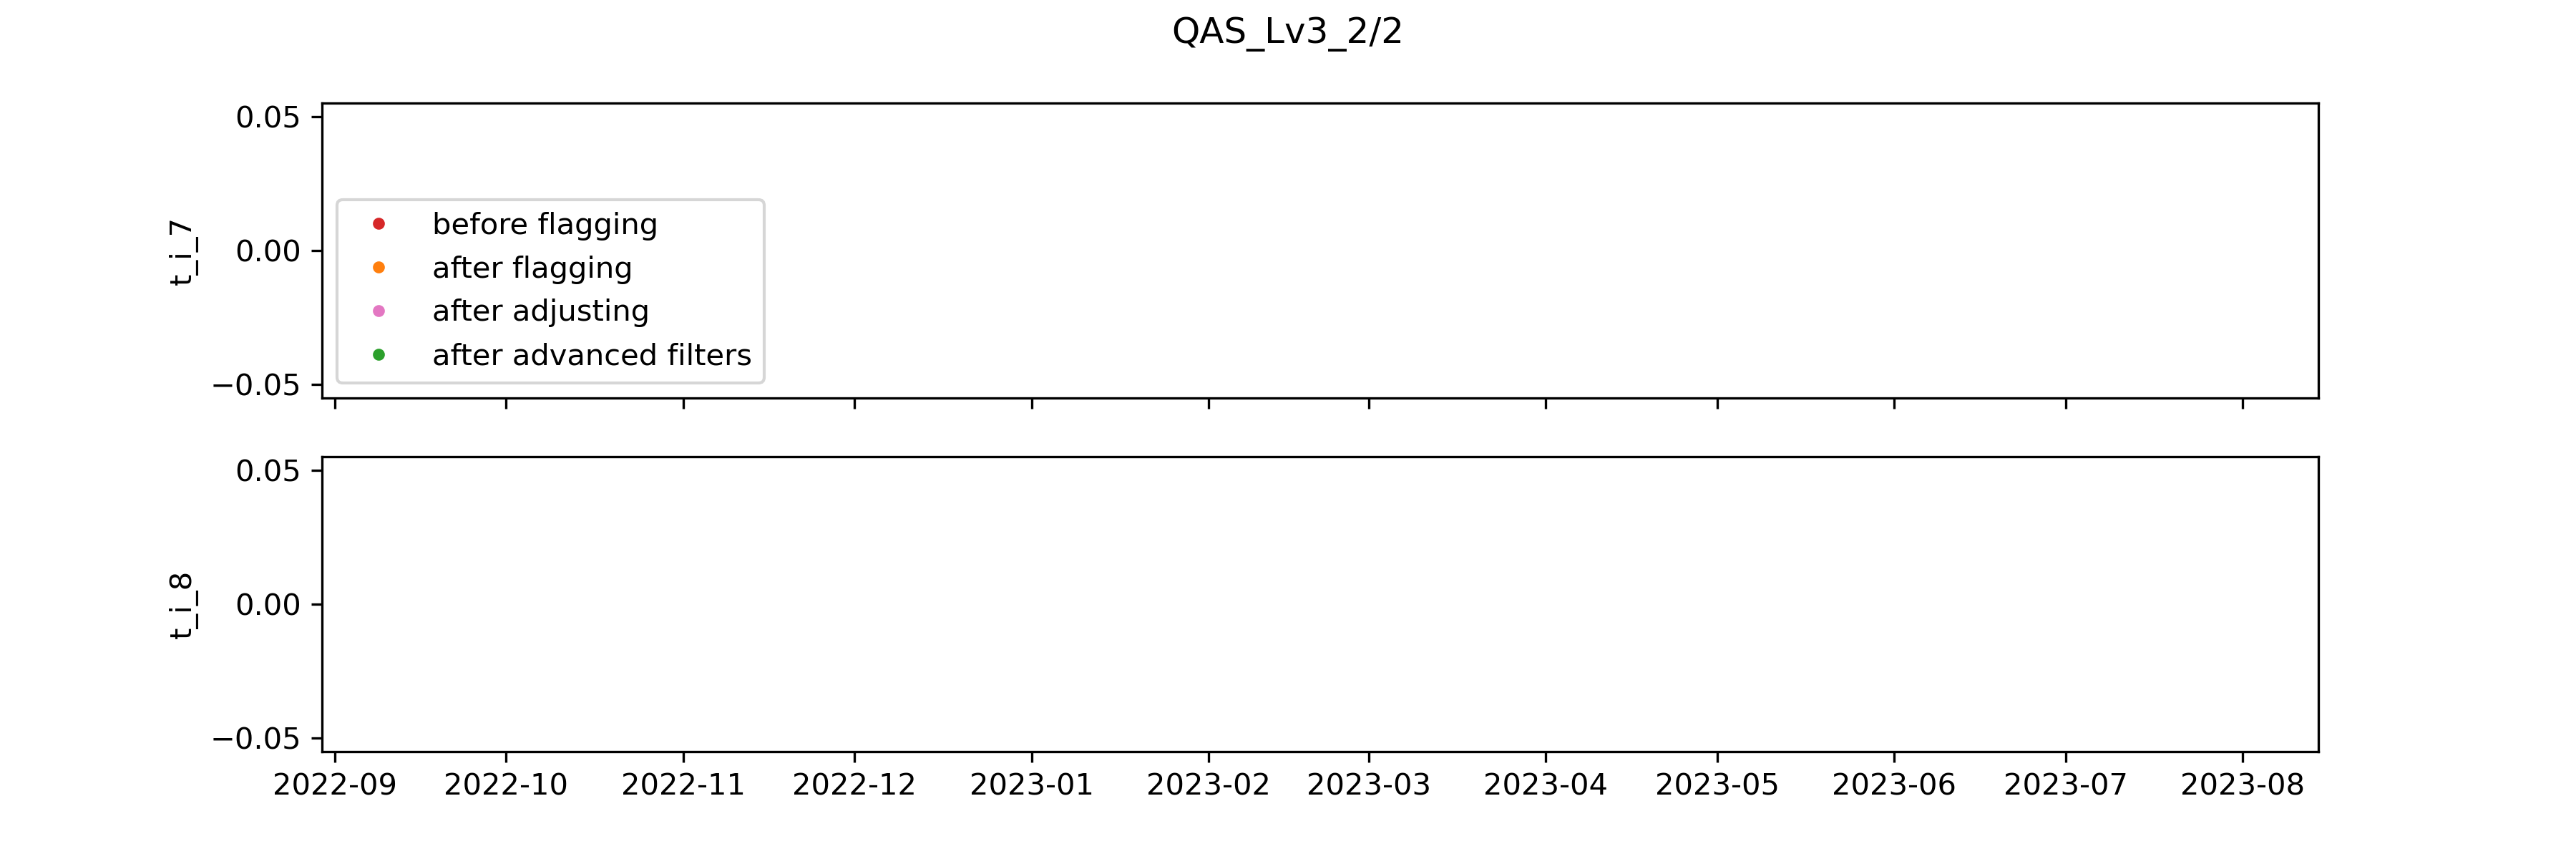 QAS_Lv3_2/2
t_i_7
0.05
0.00
−0.05
before flagging
after flagging
after adjusting
after advanced filters
t_i_8
0.05
0.00
−0.05
2022-09 2022-10 2022-11 2022-12 2023-01 2023-02 2023-03 2023-04 2023-05 2023-06 2023-07 2023-08